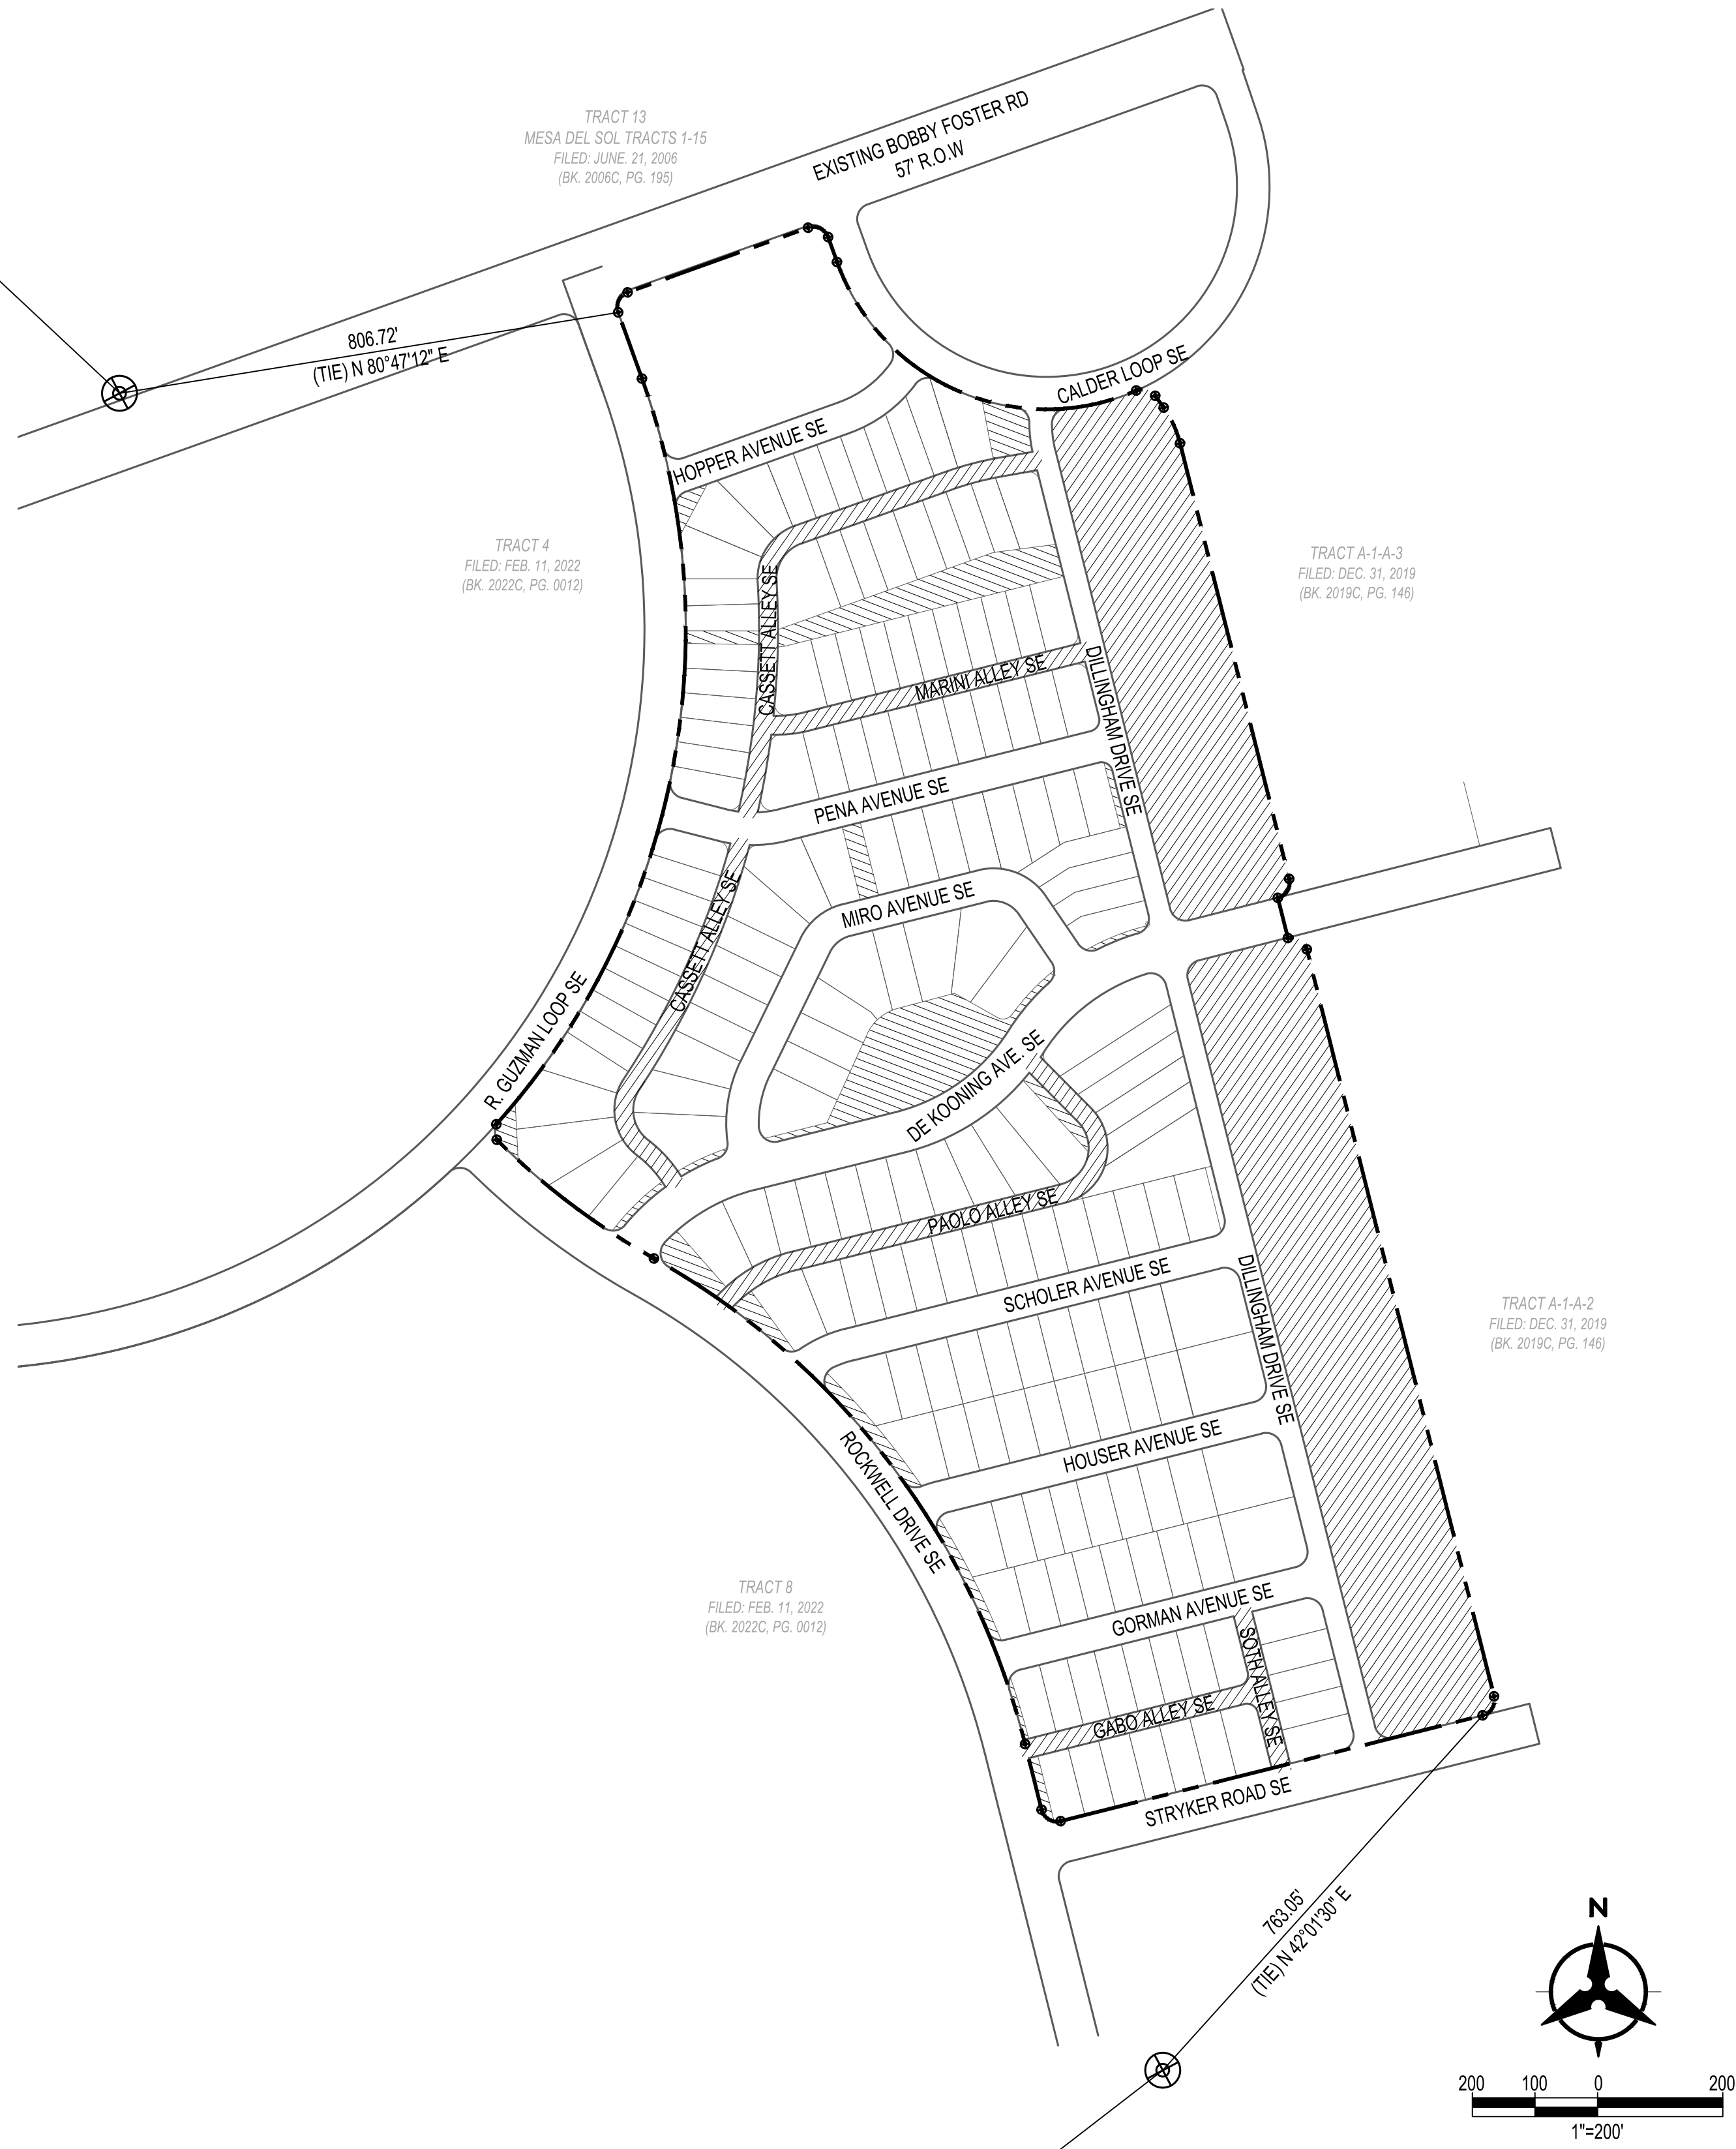 TRACT 13
MESA DEL SOL TRACTS 1-15
FILED: JUNE. 21, 2006
(BK. 2006C, PG. 195)
EXISTING BOBBY FOSTER RD
57' R.O.W
806.72'
(TIE) N 80°47'12" E
CALDER LOOP SE
HOPPER AVENUE SE
TRACT 4
FILED: FEB. 11, 2022
(BK. 2022C, PG. 0012)
TRACT A-1-A-3
FILED: DEC. 31, 2019
(BK. 2019C, PG. 146)
CASSETT ALLEY SE
MARINI ALLEY SE
DILLINGHAM DRIVE SE
PENA AVENUE SE
MIRO AVENUE SE
CASSETT ALLEY SE
R. GUZMAN LOOP SE
DE KOONING AVE. SE
PAOLO ALLEY SE
SCHOLER AVENUE SE
DILLINGHAM DRIVE SE
TRACT A-1-A-2
FILED: DEC. 31, 2019
(BK. 2019C, PG. 146)
HOUSER AVENUE SE
ROCKWELL DRIVE SE
TRACT 8
FILED: FEB. 11, 2022
(BK. 2022C, PG. 0012)
GORMAN AVENUE SE
SOTH ALLEY SE
GABO ALLEY SE
STRYKER ROAD SE
763.05'
(TIE) N 42°01'30" E
N
200 100 0 200
1"=200'